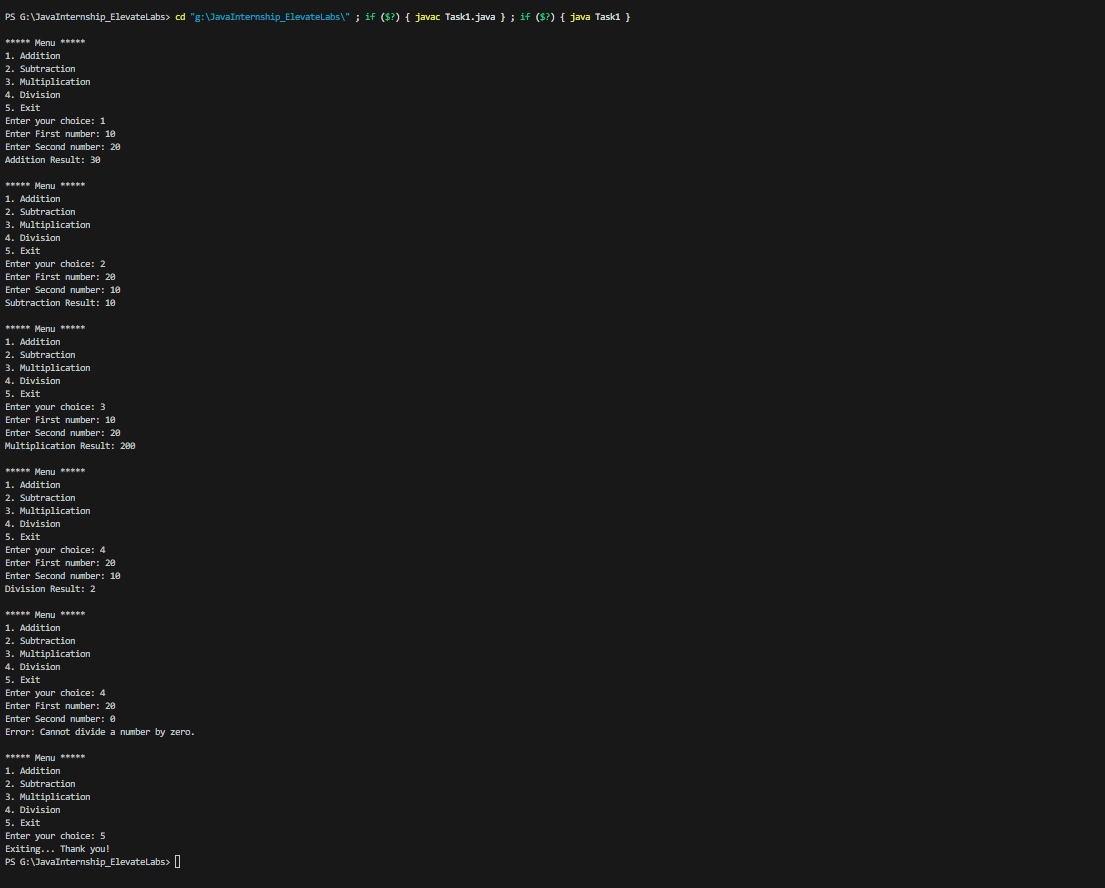 PS G:\JavaInternship_ElevateLabs> cd "g:\JavaInternship_ElevateLabs\" ; if ($?) { javac Task1.java } ; if ($?) { java Task1 }
***** Menu *****
1. Addition
2. Subtraction
3. Multiplication
4. Division
5. Exit
Enter your choice: 1
Enter First number: 10
Enter Second number: 20
Addition Result: 30
***** Menu *****
1. Addition
2. Subtraction
3. Multiplication
4. Division
5. Exit
Enter your choice: 2
Enter First number: 20
Enter Second number: 10
Subtraction Result: 10
***** Menu *****
1. Addition
2. Subtraction
3. Multiplication
4. Division
5. Exit
Enter your choice: 3
Enter First number: 10
Enter Second number: 20
Multiplication Result: 200
***** Menu *****
1. Addition
2. Subtraction
3. Multiplication
4. Division
5. Exit
Enter your choice: 4
Enter First number: 20
Enter Second number: 10
Division Result: 2
***** Menu *****
1. Addition
2. Subtraction
3. Multiplication
4. Division
5. Exit
Enter your choice: 4
Enter First number: 20
Enter Second number: 0
Error: Cannot divide a number by zero.
***** Menu *****
1. Addition
2. Subtraction
3. Multiplication
4. Division
5. Exit
Enter your choice: 5
Exiting... Thank you!
PS G:\JavaInternship_ElevateLabs>